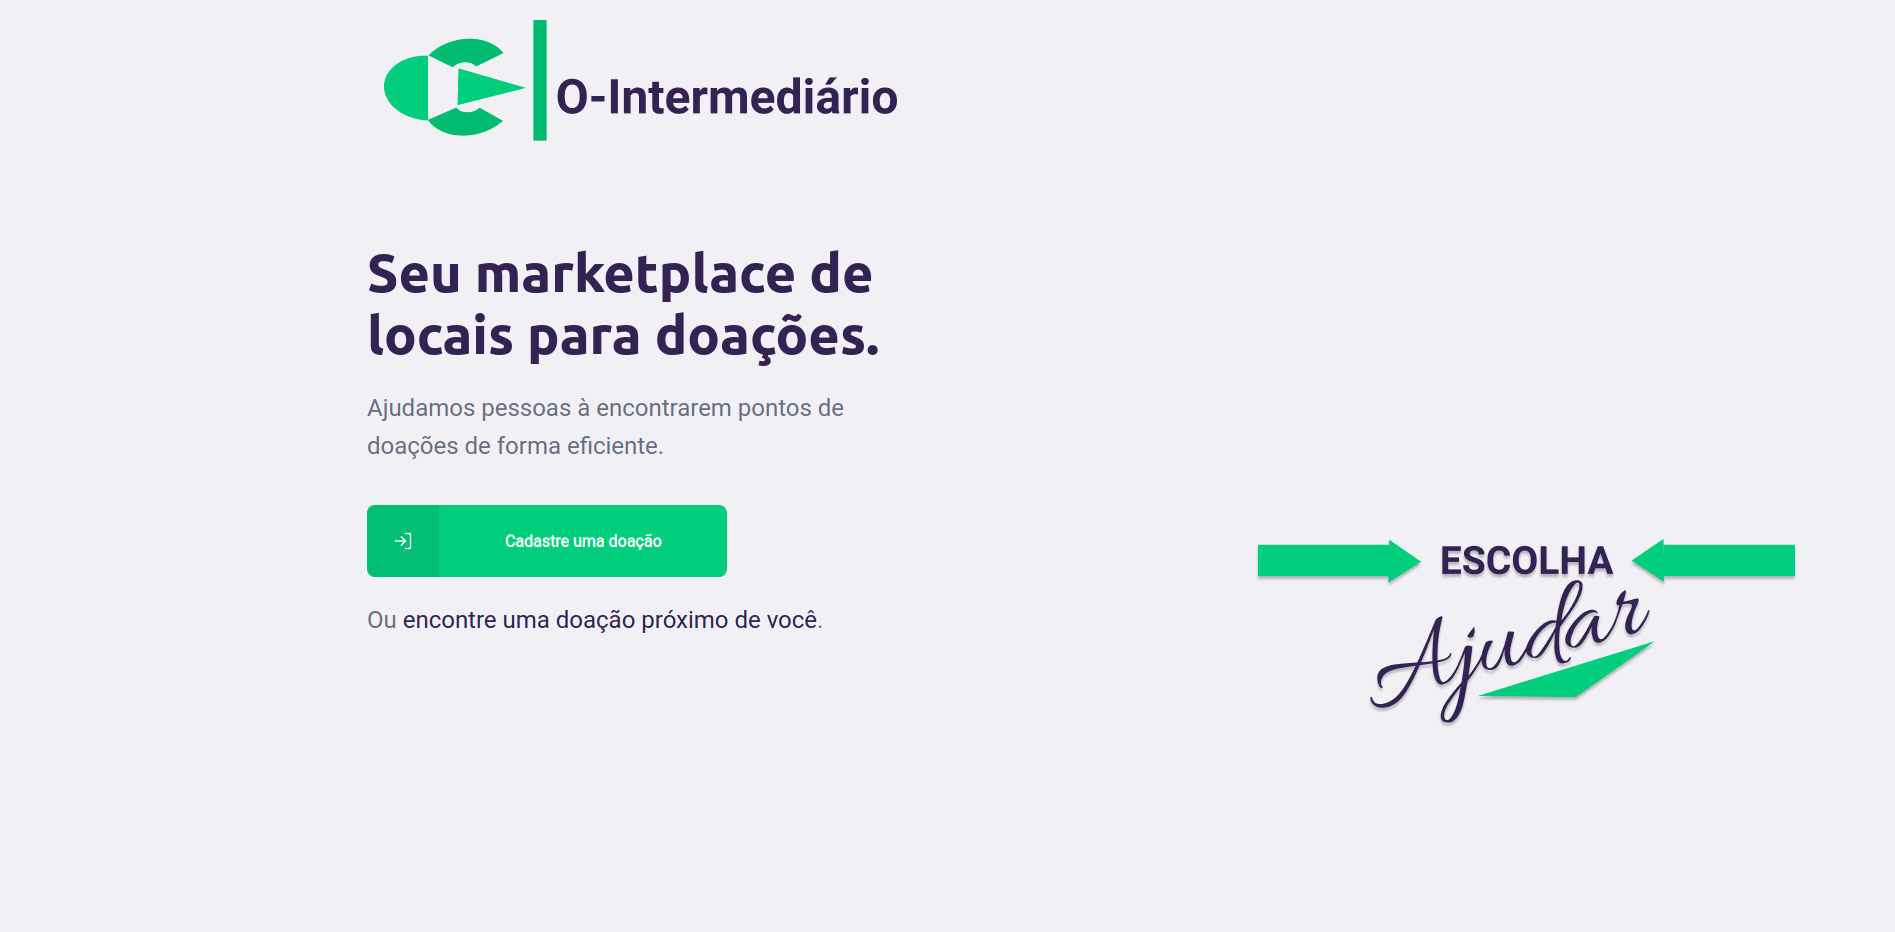 O-Intermediário
Seu marketplace de
locais para doações.
Ajudamos pessoas à encontrarem pontos de
doações de forma eficiente.
Cadastre uma doação
Ou encontre uma doação próximo de você.
ESCOLHA
Ajudar